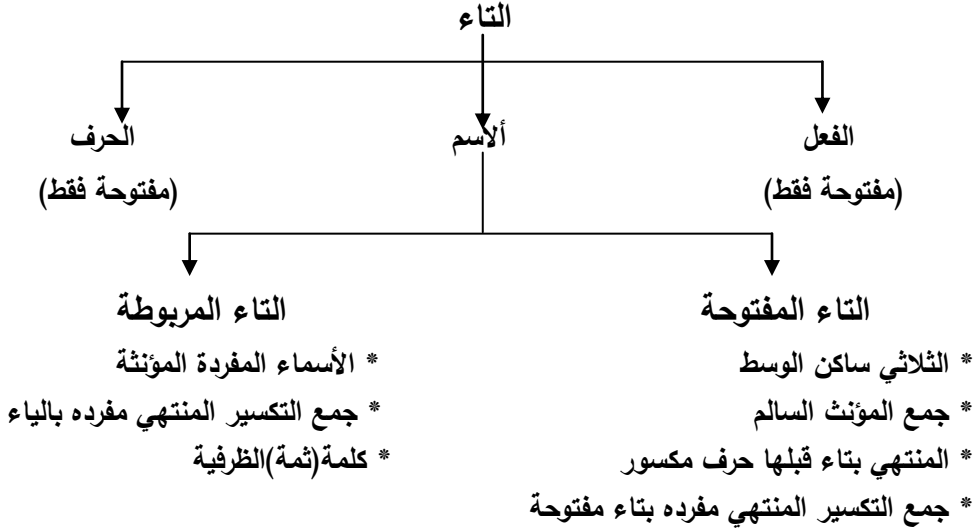 التاء
الفعل
ألاسم
الحرف
(مفتوحة فقط)
(مفتوحة فقط)
التاء المفتوحة
* الثلاثي ساكن الوسط
* جمع المؤنث السالم
* المنتهي بتاء قبلها حرف مكسور
* جمع التكسير المنتهي مفرده بتاء مفتوحة
التاء المربوطة
* الأسماء المفردة المؤنثة
* جمع التكسير المنتهي مفرده بالياء
* كلمة(ثمة)الظرفية